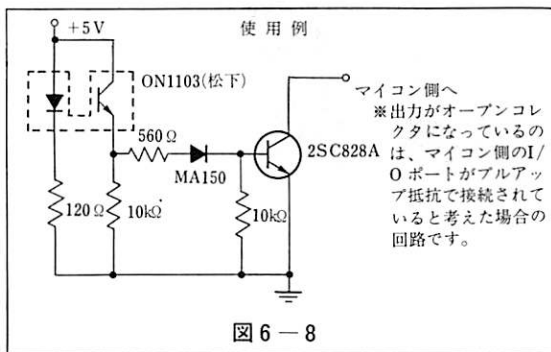 使用例
+5V
ON1103(松下)
560Ω
MA150
2SC828A
120Ω
10kΩ
10kΩ
マイコン側へ
※出力がオープンコレ
クタになっているの
は、マイコン側のI/
Oポートがプルアッ
プ抵抗で接続されて
いると考えた場合の
回路です。
図6-8